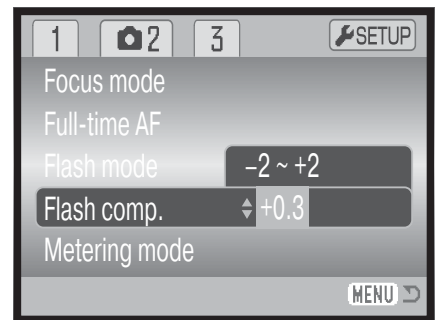 1 2 3 SETUP
Focus mode
Full-time AF
Flash mode −2 ~ +2
Flash comp. +0.3
Metering mode
MENU